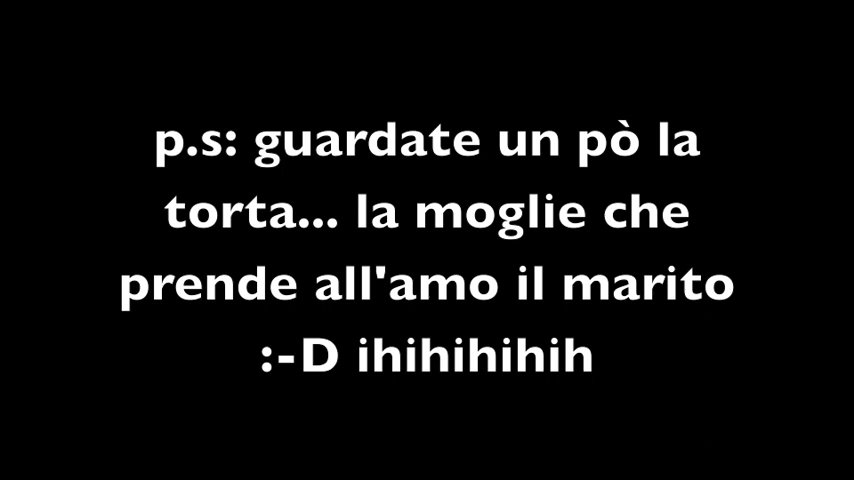 p.s: guardate un pò la
torta... la moglie che
prende all'amo il marito
:-D ihihihihih